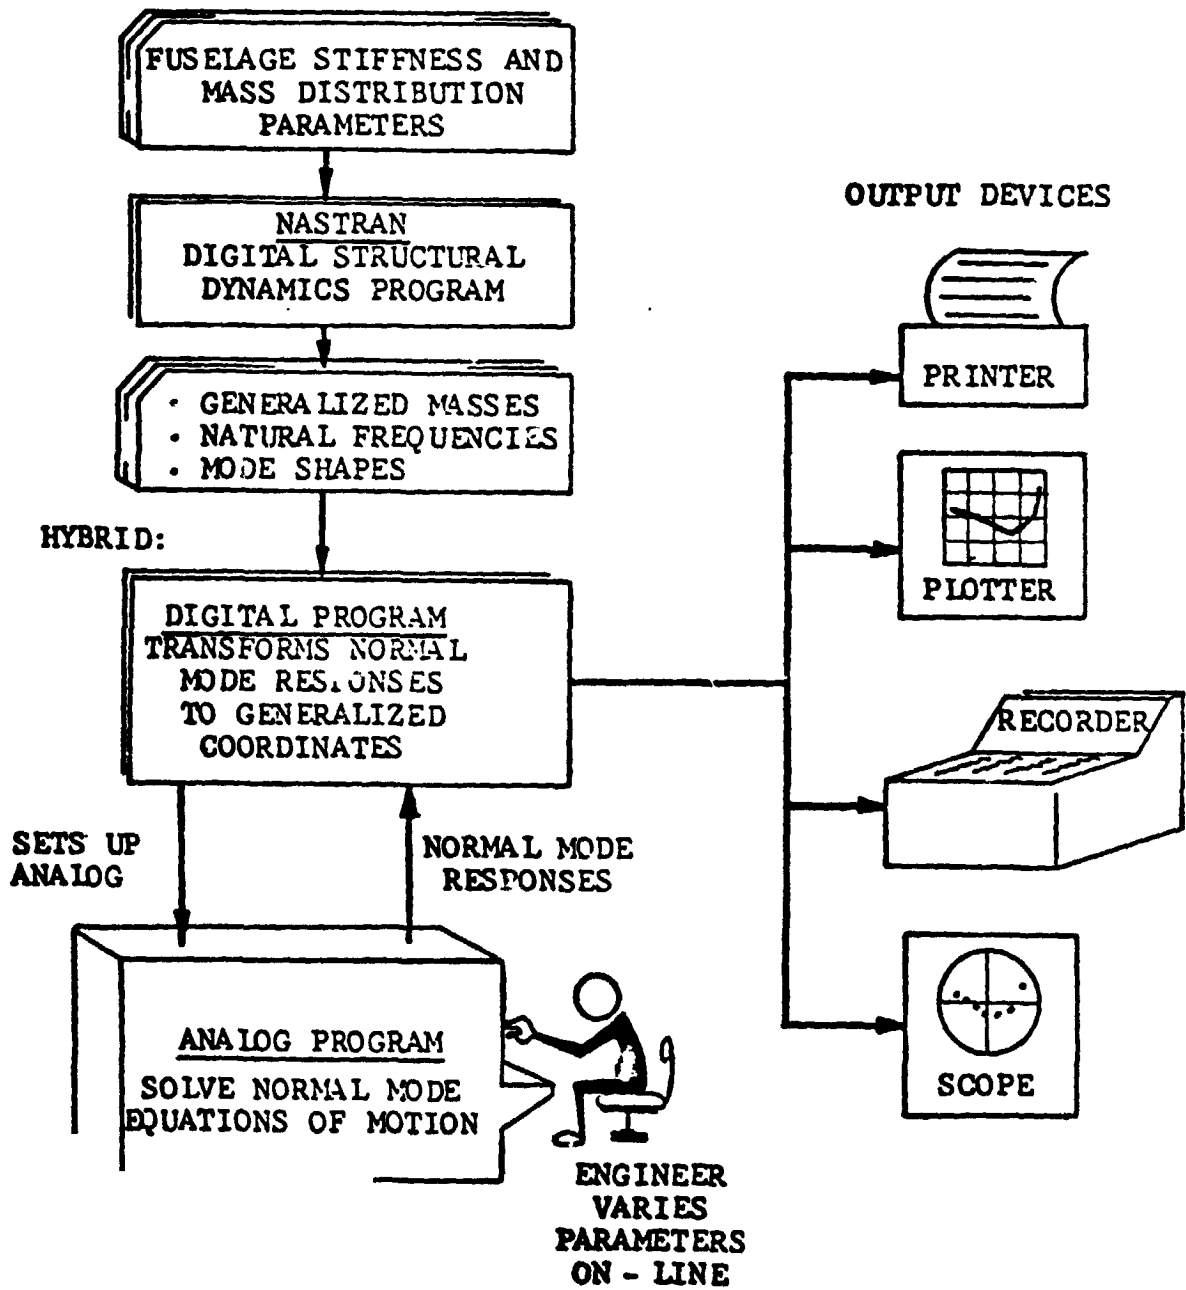 FUSELAGE STIFFNESS AND
MASS DISTRIBUTION
PARAMETERS
NASTRAN
DIGITAL STRUCTURAL
DYNAMICS PROGRAM
• GENERALIZED MASSES
• NATURAL FREQUENCIES
• MODE SHAPES
HYBRID:
DIGITAL PROGRAM
TRANSFORMS NORMAL
MODE RESPONSES
TO GENERALIZED
COORDINATES
SETS UP
ANALOG
NORMAL MODE
RESPONSES
ANALOG PROGRAM
SOLVE NORMAL MODE
EQUATIONS OF MOTION
ENGINEER
VARIES
PARAMETERS
ON - LINE
OUTPUT DEVICES
PRINTER
PLOTTER
RECORDER
SCOPE